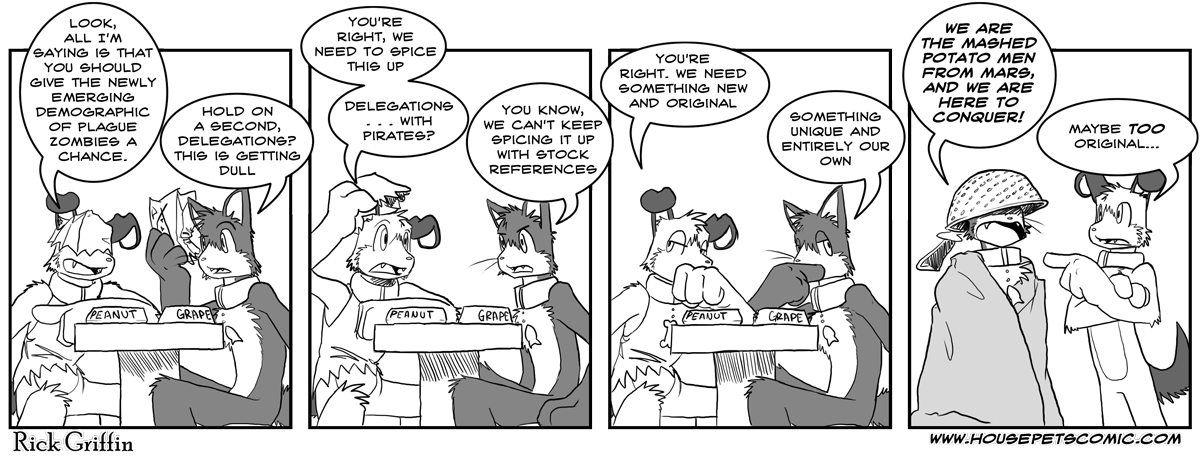 LOOK,
ALL I'M
SAYING IS THAT
YOU SHOULD
GIVE THE NEWLY
EMERGING
DEMOGRAPHIC
OF PLAGUE
ZOMBIES A
CHANCE.
HOLD ON
A SECOND,
DELEGATIONS?
THIS IS GETTING
DULL
PEANUT
GRAPE
YOU'RE
RIGHT, WE
NEED TO SPICE
THIS UP
DELEGATIONS
. . . WITH
PIRATES?
YOU KNOW,
WE CAN'T KEEP
SPICING IT UP
WITH STOCK
REFERENCES
PEANUT
GRAPE
YOU'RE
RIGHT. WE NEED
SOMETHING NEW
AND ORIGINAL
SOMETHING
UNIQUE AND
ENTIRELY OUR
OWN
PEANUT
GRAPE
WE ARE
THE MASHED
POTATO MEN
FROM MARS,
AND WE ARE
HERE TO
CONQUER!
MAYBE TOO
ORIGINAL...
Rick Griffin
WWW.HOUSEPETSCOMIC.COM